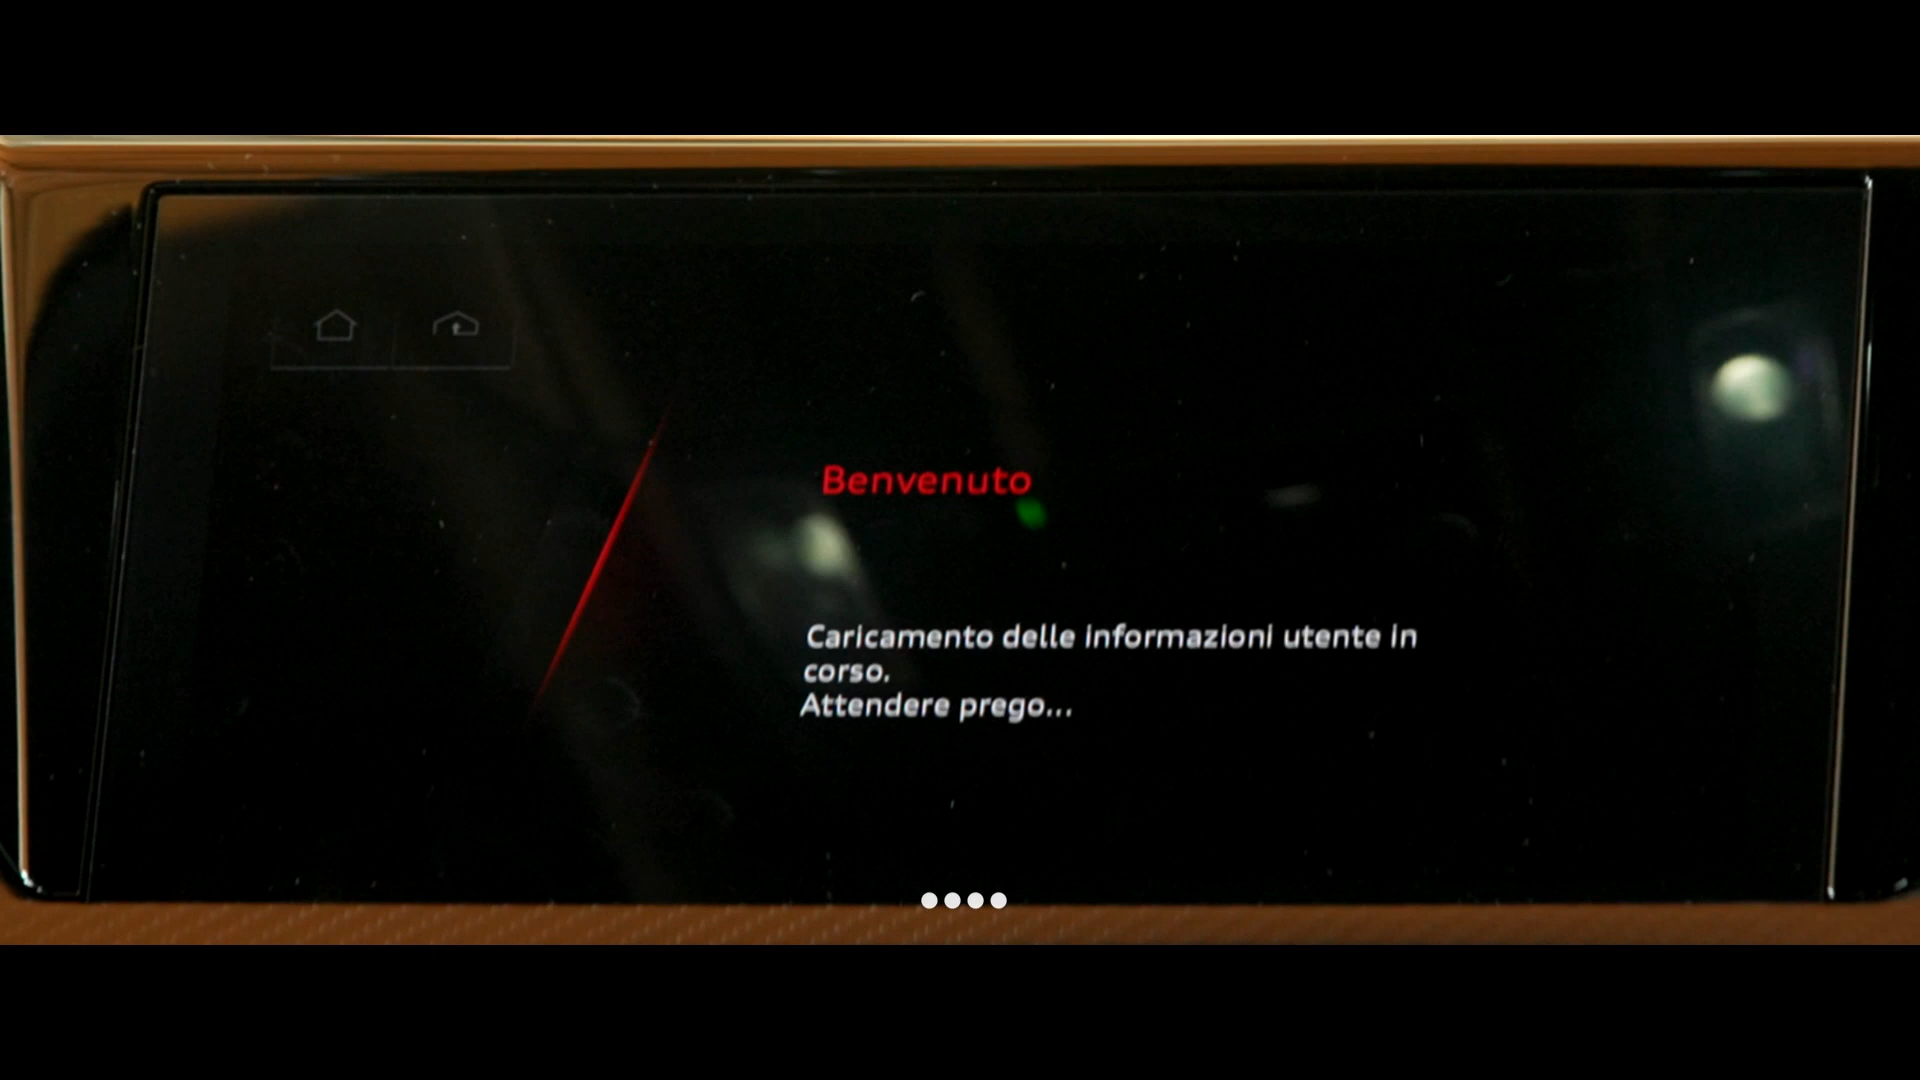 Benvenuto
Caricamento delle informazioni utente in
corso.
Attendere prego...